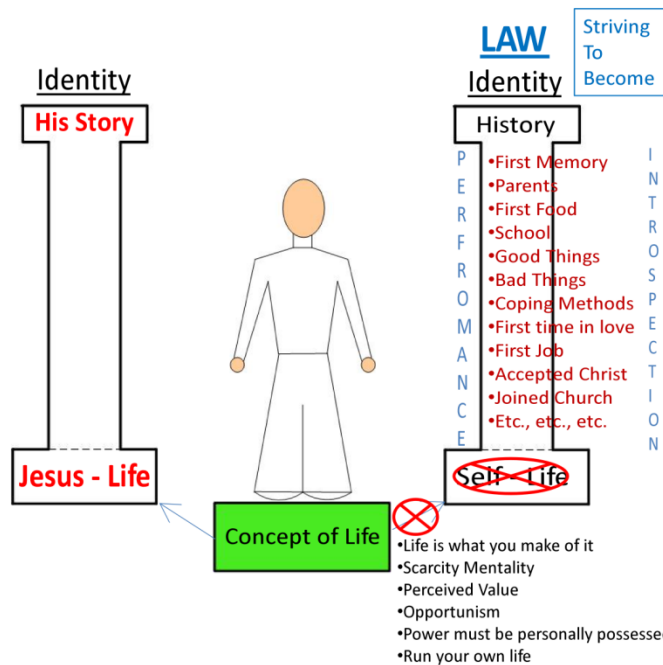 Identity
His Story
Jesus - Life
LAW
Identity
Striving
To
Become
History
PERFROMANCE
•First Memory
•Parents
•First Food
•School
•Good Things
•Bad Things
•Coping Methods
•First time in love
•First Job
•Accepted Christ
•Joined Church
•Etc., etc., etc.
INTROSPECTION
Self - Life
Concept of Life
•Life is what you make of it
•Scarcity Mentality
•Perceived Value
•Opportunism
•Power must be personally possessed
•Run your own life